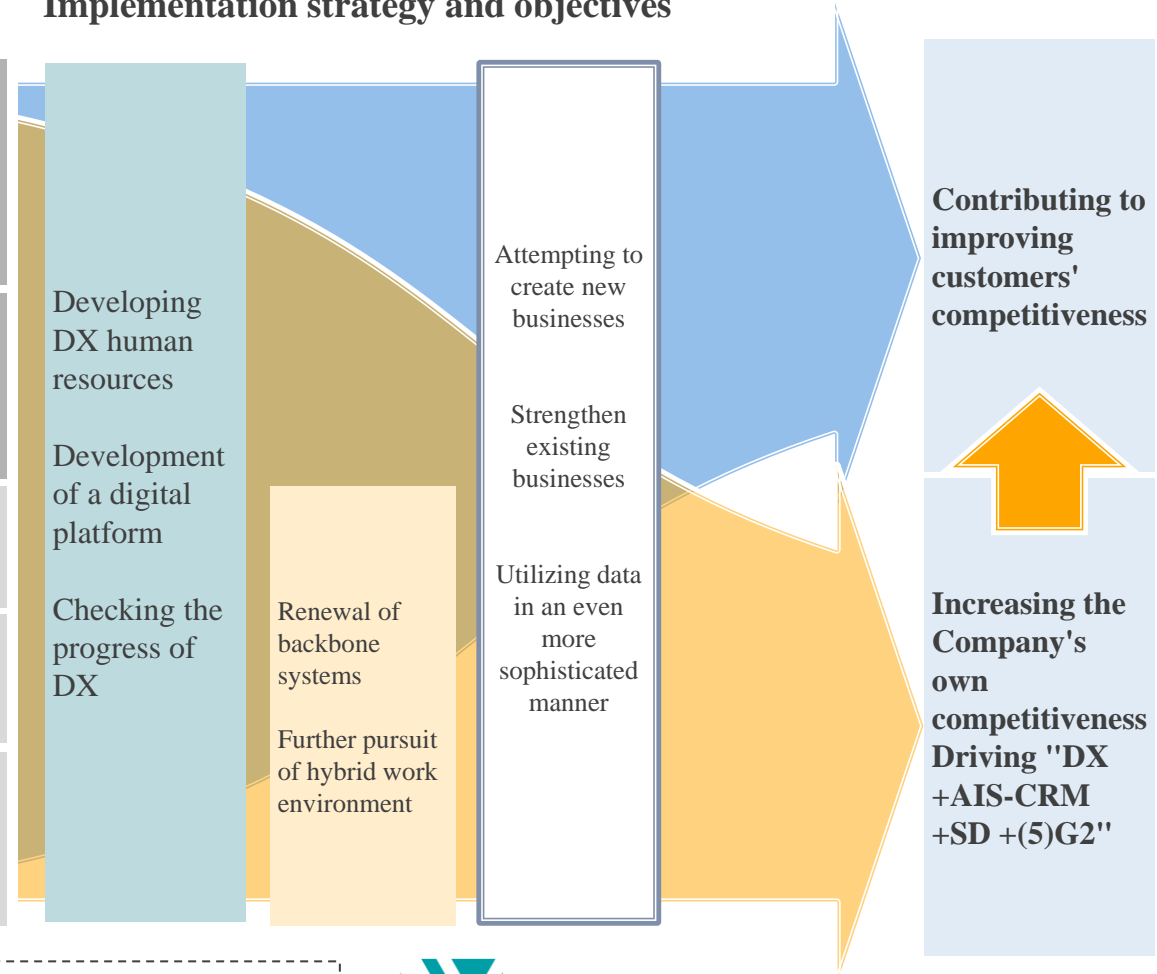 Implementation strategy and objectives
Developing
DX human
resources
Development
of a digital
platform
Checking the
progress of
DX
Renewal of
backbone
systems
Further pursuit
of hybrid work
environment
Attempting to
create new
businesses
Strengthen
existing
businesses
Utilizing data
in an even
more
sophisticated
manner
Contributing to
improving
customers'
competitiveness
Increasing the
Company's
own
competitiveness
Driving "DX
+AIS-CRM
+SD +(5)G2"